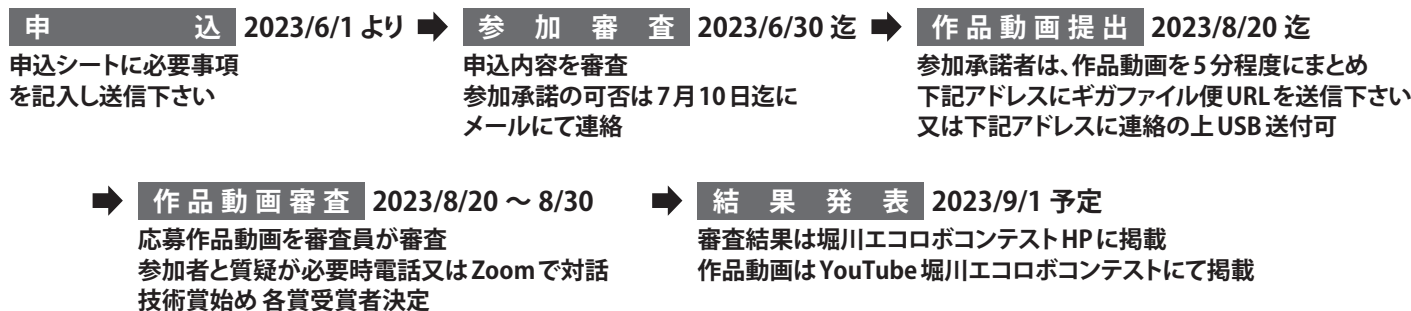 申込 2023/6/1 より ➡ 参加審査 2023/6/30 迄 ➡ 作品動画提出 2023/8/20 迄
申込シートに必要事項
を記入し送信下さい
申込内容を審査
参加承諾の可否は7月10日迄に
メールにて連絡
参加承諾者は、作品動画を5分程度にまとめ
下記アドレスにギガファイル便URLを送信下さい
又は下記アドレスに連絡の上USB送付可
➡ 作品動画審査 2023/8/20 ～ 8/30 ➡ 結果発表 2023/9/1 予定
応募作品動画を審査員が審査
参加者と質疑が必要時電話又はZoomで対話
技術賞始め 各賞受賞者決定
審査結果は堀川エコロボコンテストHPに掲載
作品動画はYouTube堀川エコロボコンテストにて掲載